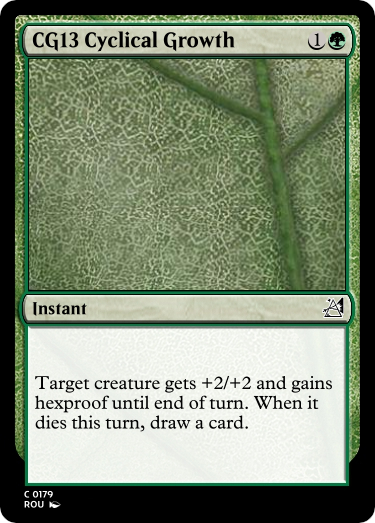 CG13 Cyclical Growth 1
Instant
Target creature gets +2/+2 and gains
hexproof until end of turn. When it
dies this turn, draw a card.
C 0179
ROU